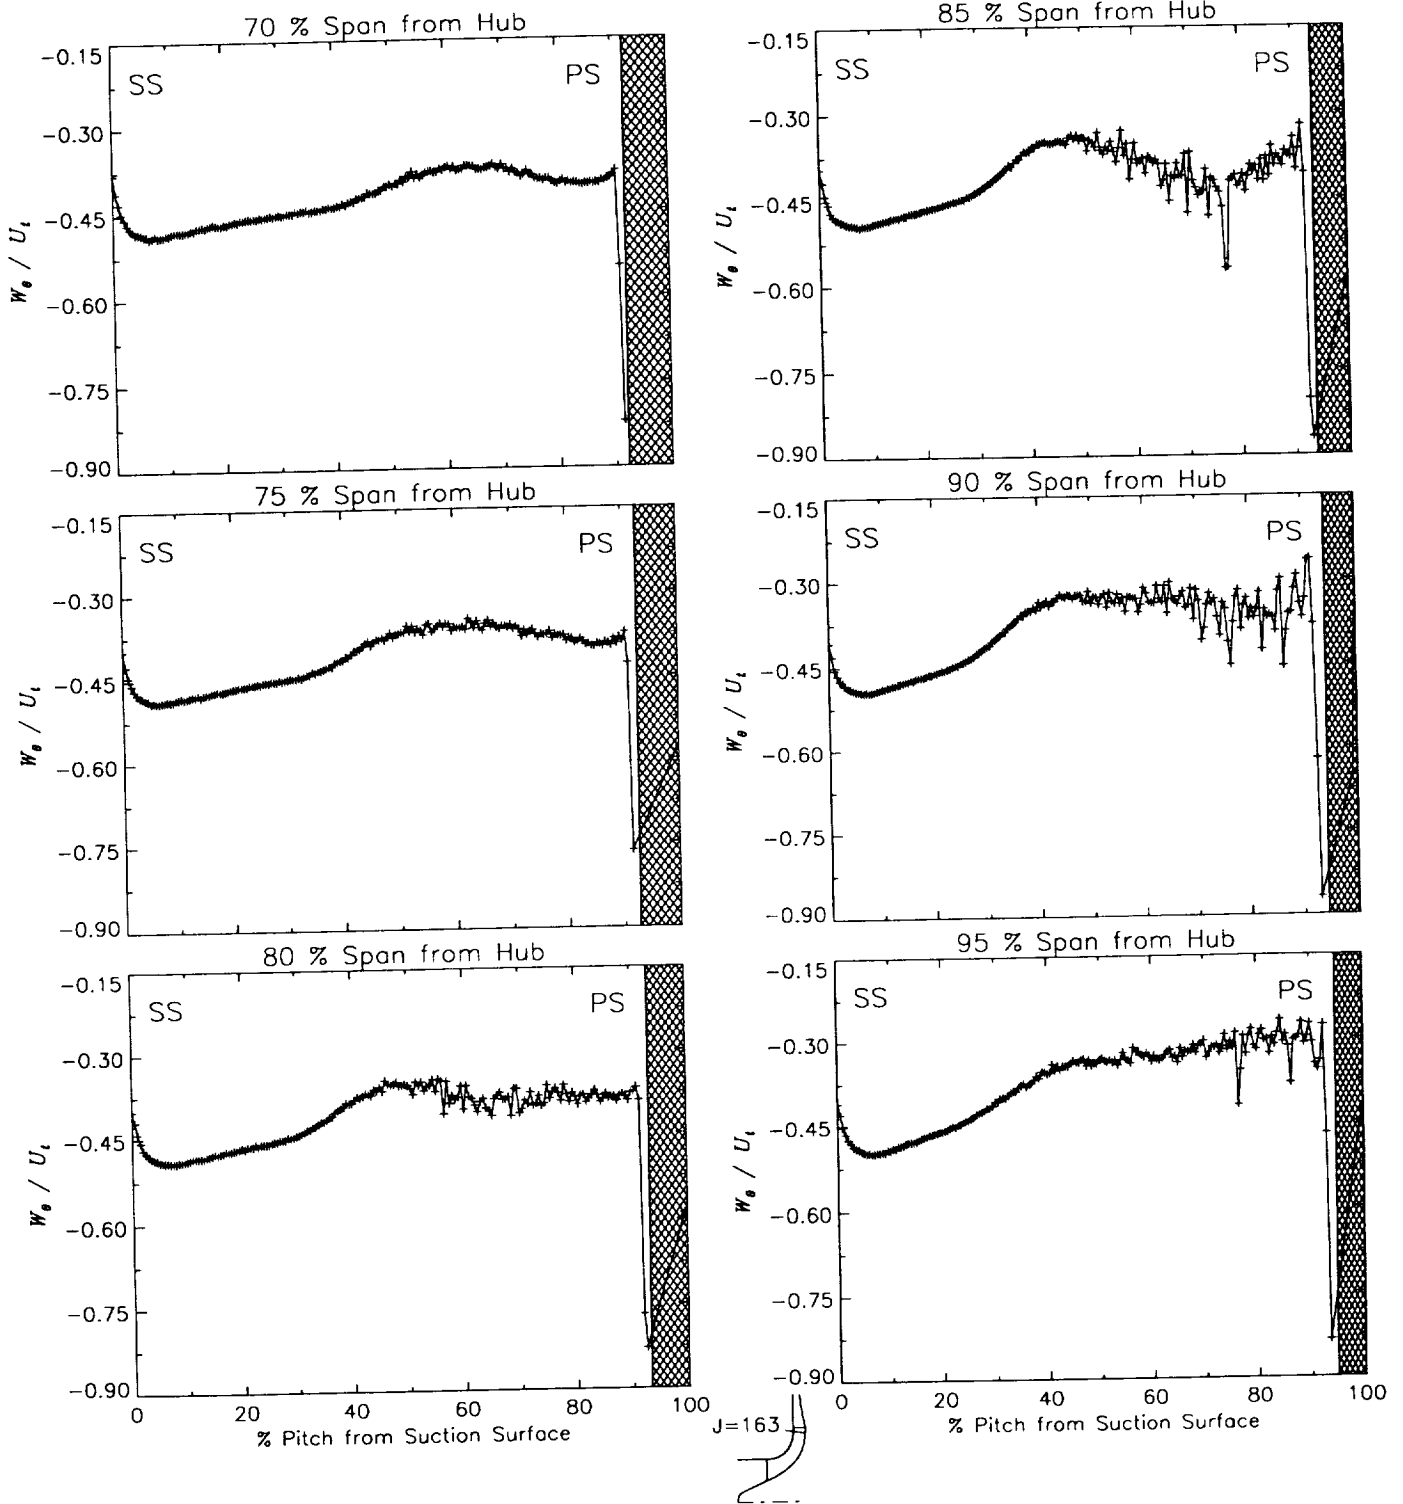 70 % Span from Hub
-0.15
-0.30
-0.45
-0.60
-0.75
-0.90
SS
PS
W_θ / U_t
75 % Span from Hub
-0.15
-0.30
-0.45
-0.60
-0.75
-0.90
SS
PS
W_θ / U_t
80 % Span from Hub
-0.15
-0.30
-0.45
-0.60
-0.75
-0.90
SS
PS
W_θ / U_t
0 20 40 60 80 100
% Pitch from Suction Surface
85 % Span from Hub
-0.15
-0.30
-0.45
-0.60
-0.75
-0.90
SS
PS
W_θ / U_t
90 % Span from Hub
-0.15
-0.30
-0.45
-0.60
-0.75
-0.90
SS
PS
W_θ / U_t
95 % Span from Hub
-0.15
-0.30
-0.45
-0.60
-0.75
-0.90
SS
PS
W_θ / U_t
0 20 40 60 80 100
% Pitch from Suction Surface
J=163